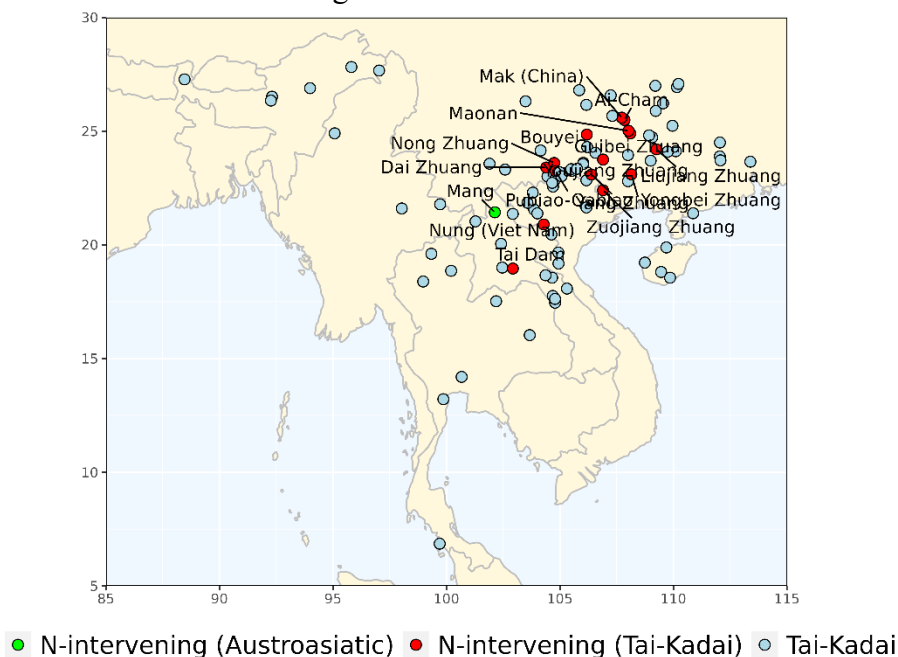 30
Mak (China)
Ai-Cham
Maonan
25
Nong Zhuang
Bouyei
Guibei Zhuang
Dai Zhuang
Liujiang Zhuang
Mang
Yongbei Zhuang
Zuojiang Zhuang
Nung (Viet Nam)
20
Tai Dam
15
10
5
85 90 95 100 105 110 115
N-intervening (Austroasiatic) N-intervening (Tai-Kadai) Tai-Kadai